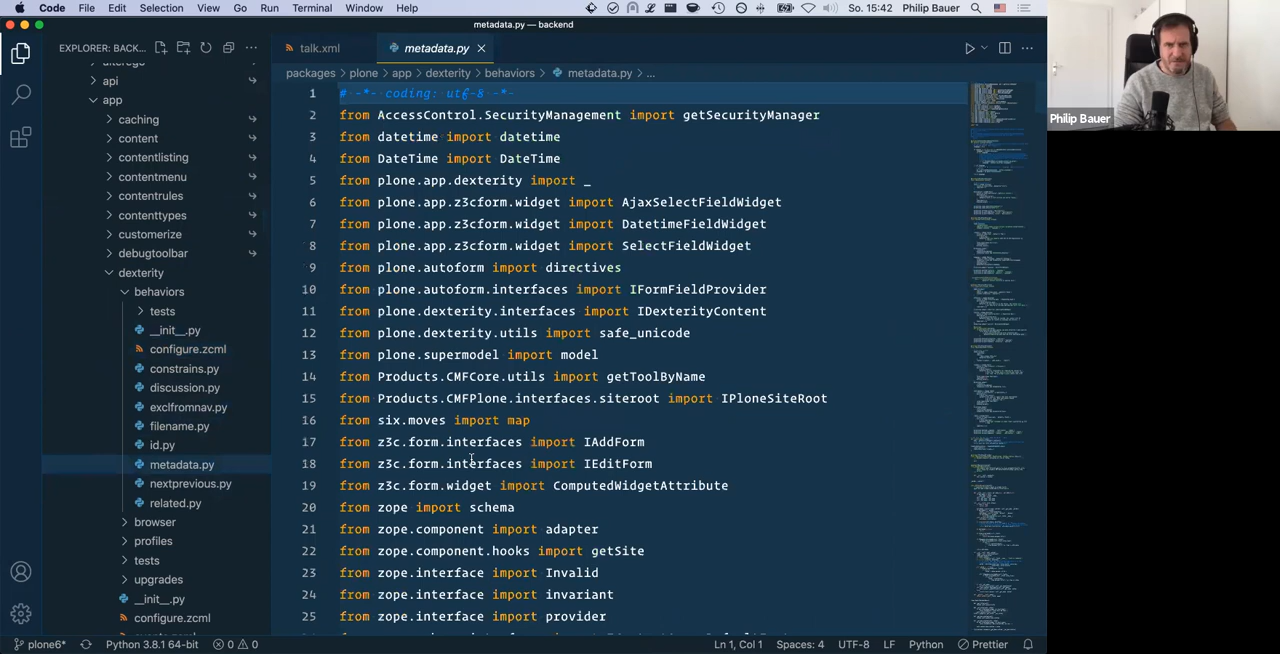 Code File Edit Selection View Go Run Terminal Window Help So. 15:42 Philip Bauer
metadata.py — backend
EXPLORER: BACK...
talk.xml
metadata.py
packages > plone > app > dexterity > behaviors > metadata.py > ...
api
app
caching
content
contentlisting
contentmenu
contentrules
contenttypes
customerize
debugtoolbar
dexterity
behaviors
tests
__init__.py
configure.zcml
constrains.py
discussion.py
exclfromnav.py
filename.py
id.py
metadata.py
nextprevious.py
related.py
browser
profiles
tests
upgrades
__init__.py
configure.zcml
1 # -*- coding: utf-8 -*-
2 from AccessControl.SecurityManagement import getSecurityManager
3 from datetime import datetime
4 from DateTime import DateTime
5 from plone.app.dexterity import _
6 from plone.app.z3cform.widget import AjaxSelectFieldWidget
7 from plone.app.z3cform.widget import DatetimeFieldWidget
8 from plone.app.z3cform.widget import SelectFieldWidget
9 from plone.autoform import directives
10 from plone.autoform.interfaces import IFormFieldProvider
11 from plone.dexterity.interfaces import IDexterityContent
12 from plone.dexterity.utils import safe_unicode
13 from plone.supermodel import model
14 from Products.CMFCore.utils import getToolByName
15 from Products.CMFPlone.interfaces.siteroot import IPloneSiteRoot
16 from six.moves import map
17 from z3c.form.interfaces import IAddForm
18 from z3c.form.interfaces import IEditForm
19 from z3c.form.widget import ComputedWidgetAttribute
20 from zope import schema
21 from zope.component import adapter
22 from zope.component.hooks import getSite
23 from zope.interface import Invalid
24 from zope.interface import invariant
25 from zope.interface import provider
plone6* Python 3.8.1 64-bit 0 0 Ln 1, Col 1 Spaces: 4 UTF-8 LF Python Prettier
Philip Bauer